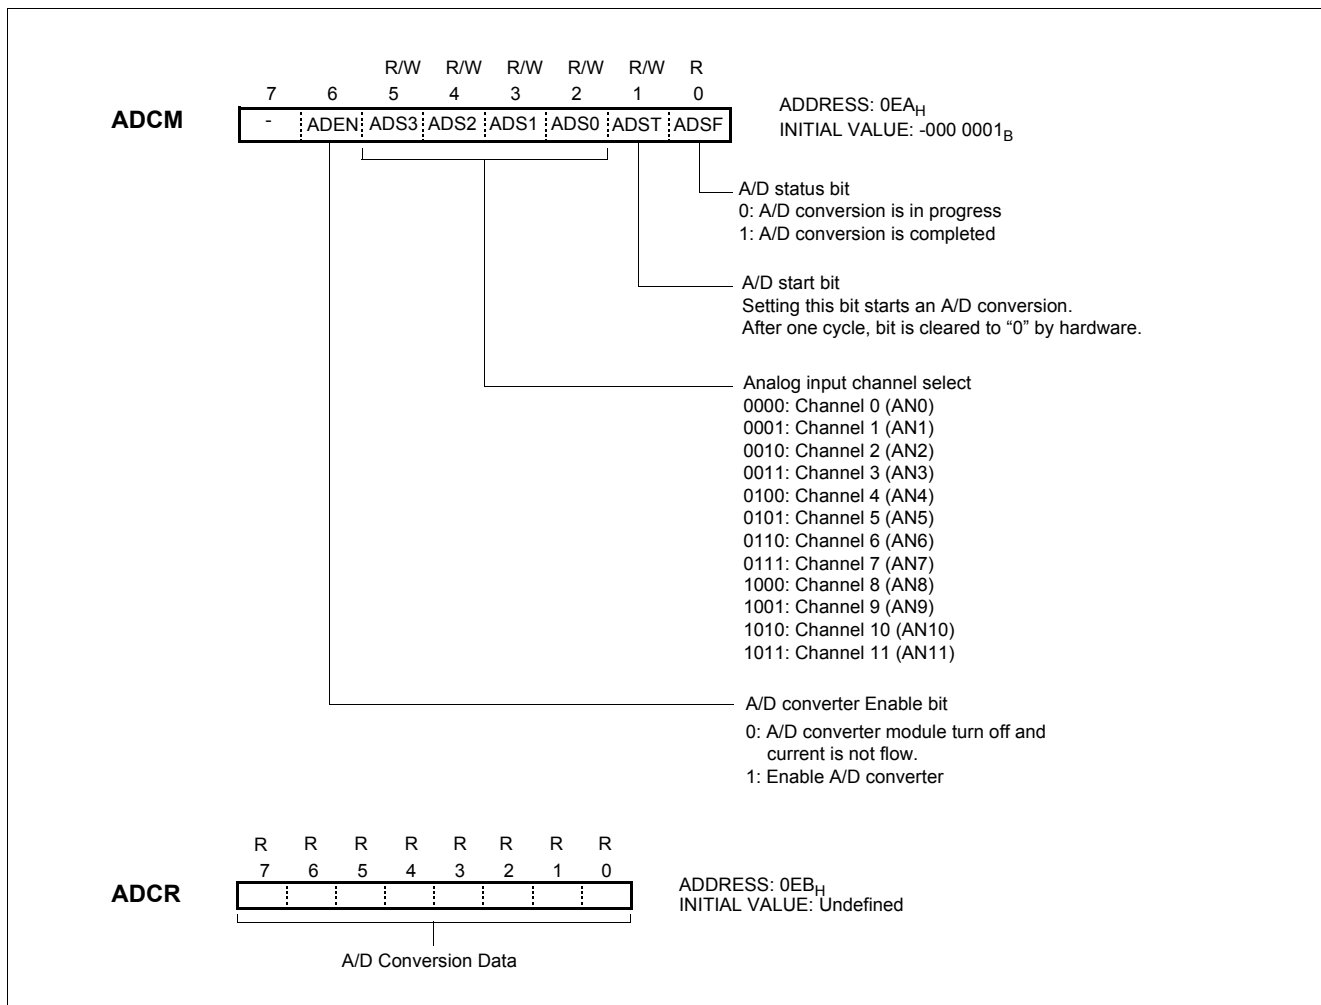 R/W R/W R/W R/W R/W R
7 6 5 4 3 2 1 0
ADCM
- ADEN ADS3 ADS2 ADS1 ADS0 ADST ADSF
ADDRESS: 0EAH
INITIAL VALUE: -000 0001B
A/D status bit
0: A/D conversion is in progress
1: A/D conversion is completed
A/D start bit
Setting this bit starts an A/D conversion.
After one cycle, bit is cleared to “0” by hardware.
Analog input channel select
0000: Channel 0 (AN0)
0001: Channel 1 (AN1)
0010: Channel 2 (AN2)
0011: Channel 3 (AN3)
0100: Channel 4 (AN4)
0101: Channel 5 (AN5)
0110: Channel 6 (AN6)
0111: Channel 7 (AN7)
1000: Channel 8 (AN8)
1001: Channel 9 (AN9)
1010: Channel 10 (AN10)
1011: Channel 11 (AN11)
A/D converter Enable bit
0: A/D converter module turn off and
current is not flow.
1: Enable A/D converter
R R R R R R R R
7 6 5 4 3 2 1 0
ADCR
ADDRESS: 0EBH
INITIAL VALUE: Undefined
A/D Conversion Data